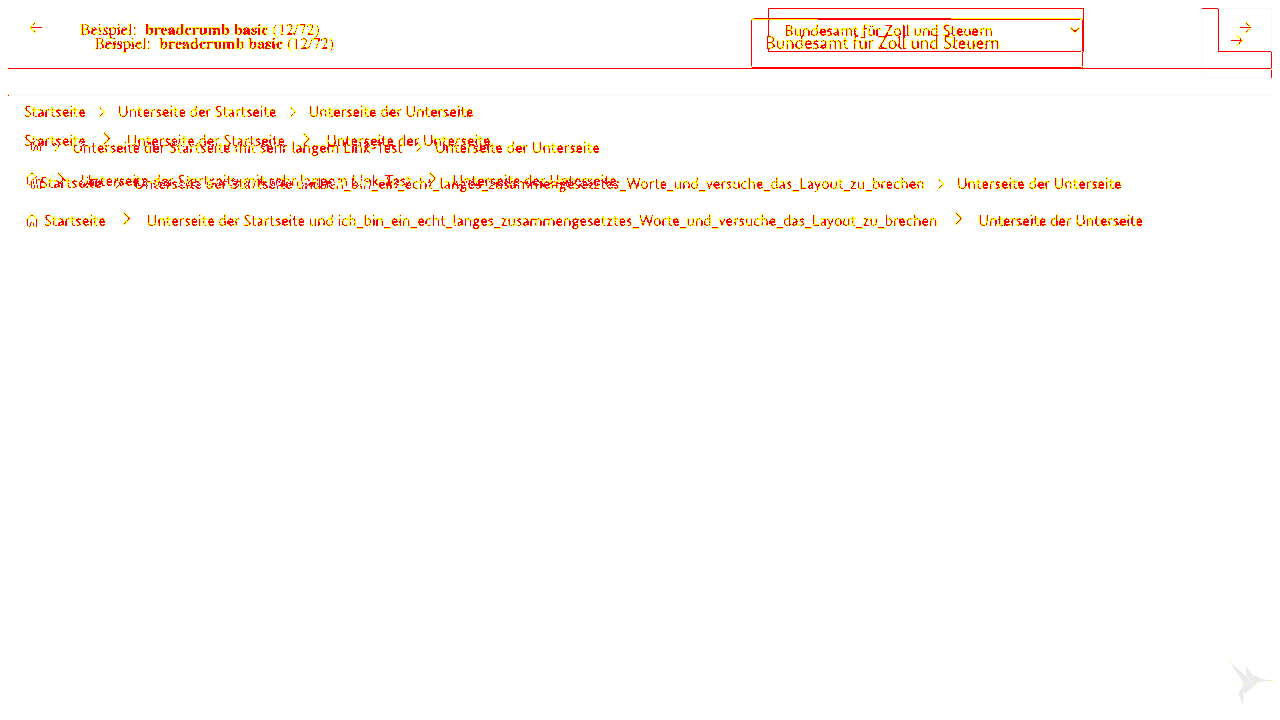 Beispiel: breadcrumb basic (12/72)
Bundesamt für Zoll und Steuern
Beispiel: breadcrumb basic (12/72)
Bundesamt für Zoll und Steuern
Startseite Unterseite der Startseite Unterseite der Unterseite
Startseite Unterseite der Startseite Unterseite der Unterseite
Unterseite der Startseite mit sehr langem Link-Test Unterseite der Unterseite
Unterseite der Startseite mit sehr langem Link-Test Unterseite der Unterseite
Startseite Unterseite der Startseite und ich_bin_ein_echt_langes_zusammengesetztes_Worte_und_versuche_das_Layout_zu_brechen Unterseite der Unterseite
Startseite Unterseite der Startseite und ich_bin_ein_echt_langes_zusammengesetztes_Worte_und_versuche_das_Layout_zu_brechen Unterseite der Unterseite